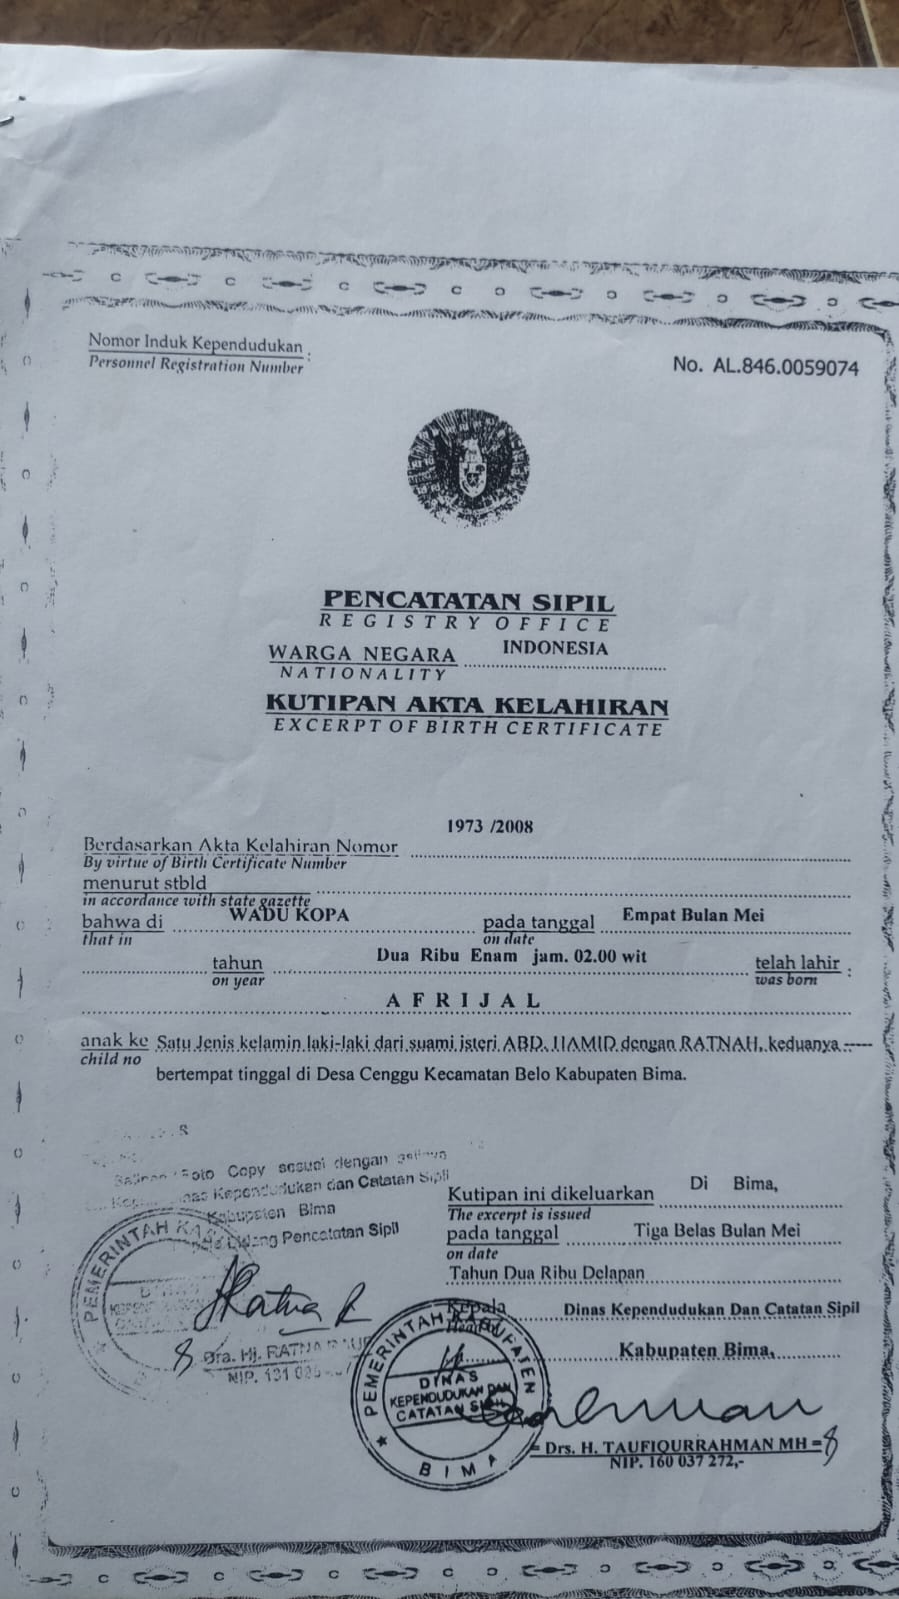 Nomor Induk Kependudukan :
Personnel Registration Number
No. AL.846.0059074
PENCATATAN SIPIL
REGISTRY OFFICE
WARGA NEGARA INDONESIA
NATIONALITY
KUTIPAN AKTA KELAHIRAN
EXCERPT OF BIRTH CERTIFICATE
1973 /2008
Berdasarkan Akta Kelahiran Nomor
By virtue of Birth Certificate Number
menurut stbld
in accordance with state gazette
bahwa di WADU KOPA pada tanggal Empat Bulan Mei
that in on date
tahun Dua Ribu Enam jam. 02.00 wit telah lahir :
on year was born
AFRIJAL
anak ke Satu Jenis kelamin laki-laki dari suami isteri ABD. HAMID dengan RATNAH, keduanya
child no
bertempat tinggal di Desa Cenggu Kecamatan Belo Kabupaten Bima.
Foto Copy sesuai dengan
Kependudukan dan Catatan Sipil
Kabupaten Bima
Pencatatan Sipil
PEMERINTAH
Dra. Hj. RATNA
NIP. 131
Kutipan ini dikeluarkan Di Bima,
The excerpt is issued
pada tanggal Tiga Belas Bulan Mei
on date
Tahun Dua Ribu Delapan
Kepala Dinas Kependudukan Dan Catatan Sipil
Kabupaten Bima,
PEMERINTAH KABUPATEN
DINAS
KEPENDUDUKAN DAN
CATATAN SIPIL
BIMA
= Drs. H. TAUFIQURRAHMAN MH =
NIP. 160 037 272,-